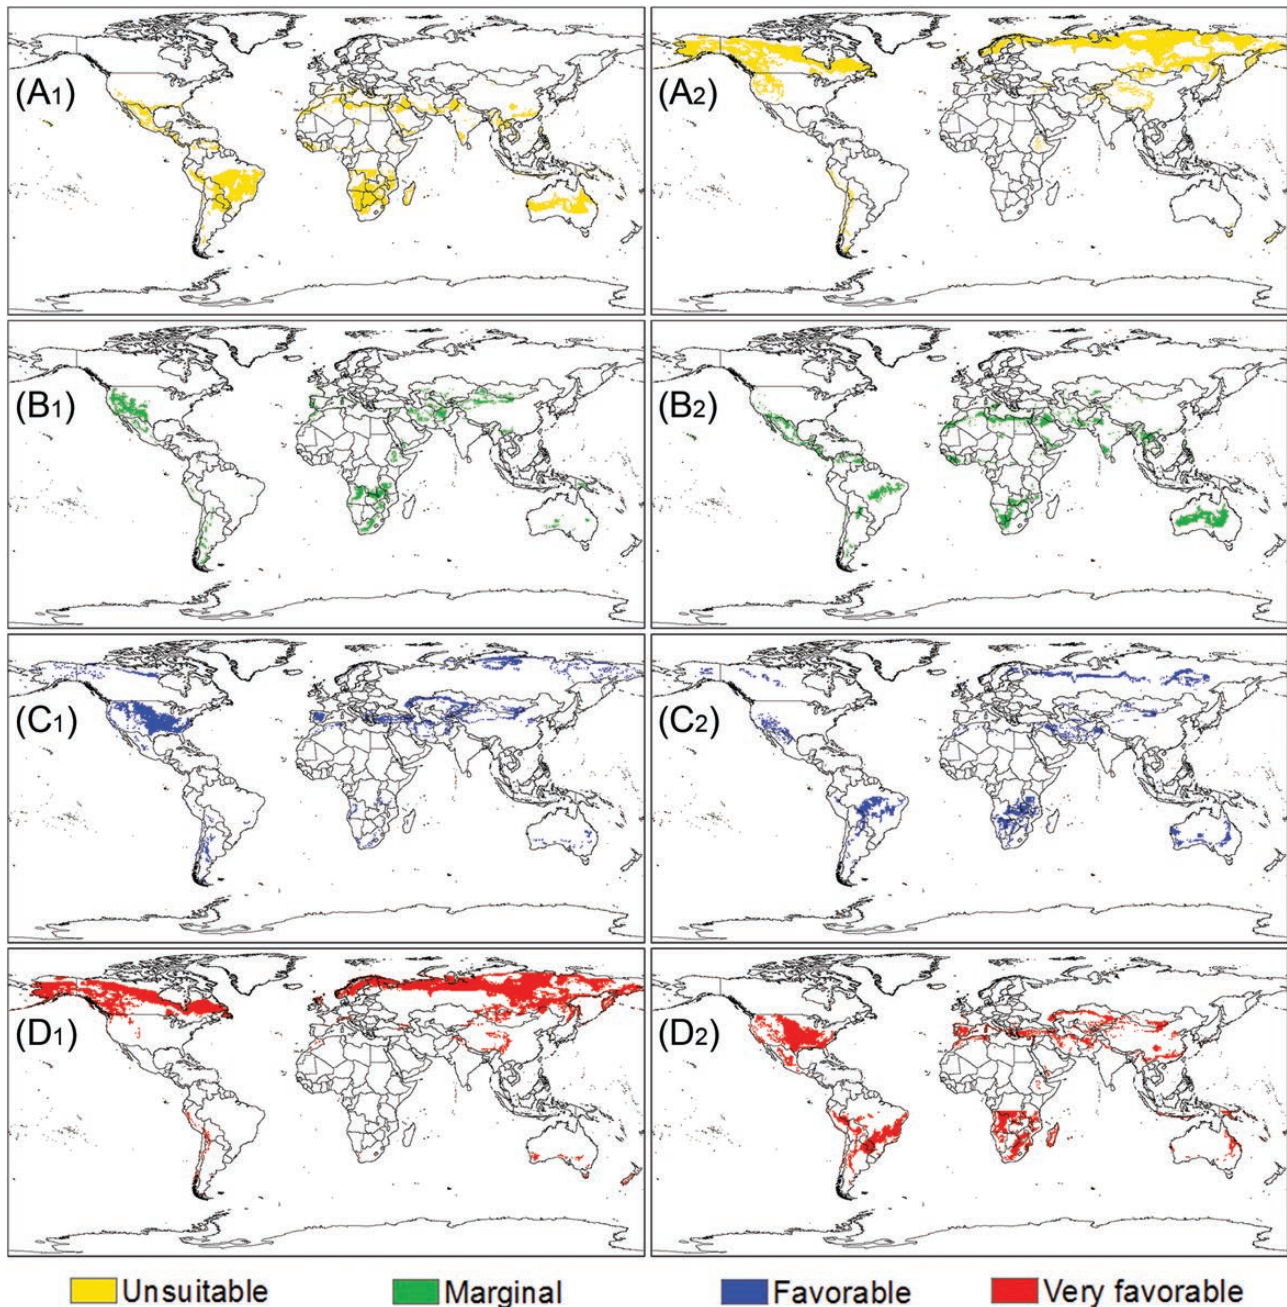 (A1)
(A2)
(B1)
(B2)
(C1)
(C2)
(D1)
(D2)
Unsuitable Marginal Favorable Very favorable